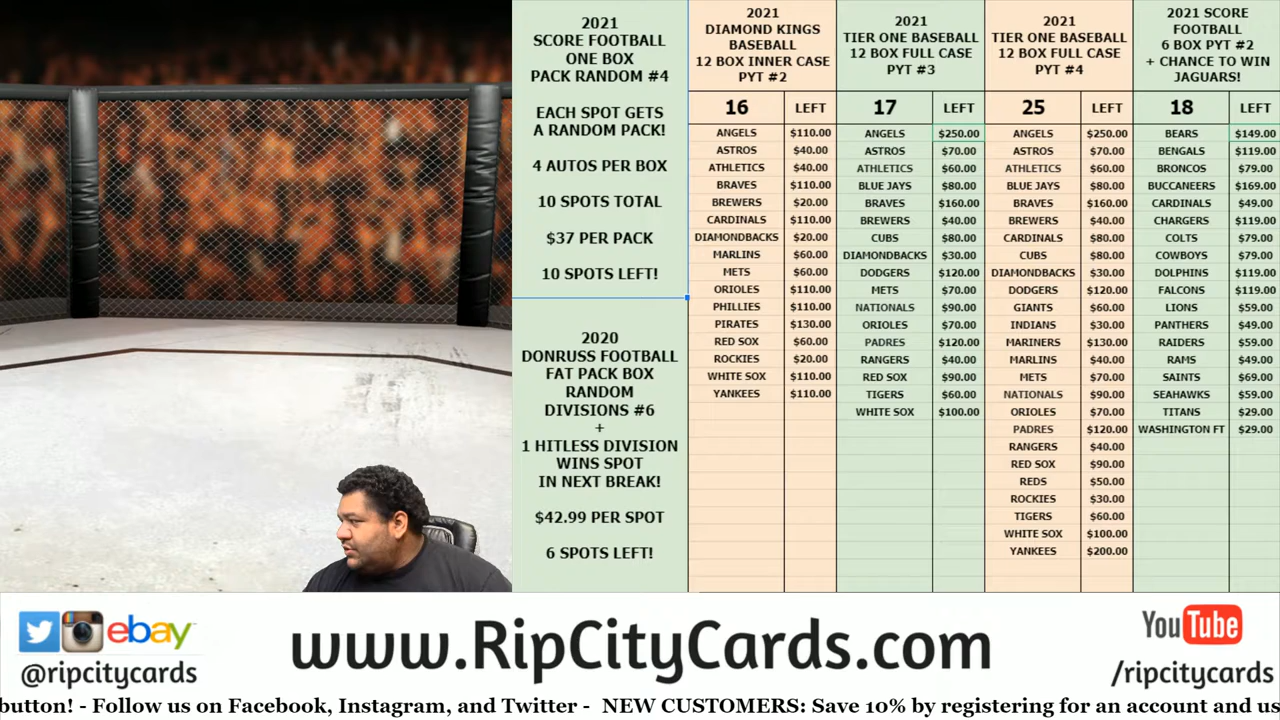 2021
SCORE FOOTBALL
ONE BOX
PACK RANDOM #4
EACH SPOT GETS
A RANDOM PACK!
4 AUTOS PER BOX
10 SPOTS TOTAL
$37 PER PACK
10 SPOTS LEFT!
2020
DONRUSS FOOTBALL
FAT PACK BOX
RANDOM
DIVISIONS #6
+
1 HITLESS DIVISION
WINS SPOT
IN NEXT BREAK!
$42.99 PER SPOT
6 SPOTS LEFT!
2021
DIAMOND KINGS
BASEBALL
12 BOX INNER CASE
PYT #2
16 LEFT
ANGELS $110.00
ASTROS $40.00
ATHLETICS $40.00
BRAVES $110.00
BREWERS $20.00
CARDINALS $110.00
DIAMONDBACKS $20.00
MARLINS $60.00
METS $60.00
ORIOLES $110.00
PHILLIES $110.00
PIRATES $130.00
RED SOX $60.00
ROCKIES $20.00
WHITE SOX $110.00
YANKEES $110.00
2021
TIER ONE BASEBALL
12 BOX FULL CASE
PYT #3
17 LEFT
ANGELS $250.00
ASTROS $70.00
ATHLETICS $60.00
BLUE JAYS $80.00
BRAVES $160.00
BREWERS $40.00
CUBS $80.00
DIAMONDBACKS $30.00
DODGERS $120.00
METS $70.00
NATIONALS $90.00
ORIOLES $70.00
PADRES $120.00
RANGERS $40.00
RED SOX $90.00
TIGERS $60.00
WHITE SOX $100.00
2021
TIER ONE BASEBALL
12 BOX FULL CASE
PYT #4
25 LEFT
ANGELS $250.00
ASTROS $70.00
ATHLETICS $60.00
BLUE JAYS $80.00
BRAVES $160.00
BREWERS $40.00
CARDINALS $80.00
CUBS $80.00
DIAMONDBACKS $30.00
DODGERS $120.00
GIANTS $60.00
INDIANS $30.00
MARINERS $130.00
MARLINS $40.00
METS $70.00
NATIONALS $90.00
ORIOLES $70.00
PADRES $120.00
RANGERS $40.00
RED SOX $90.00
REDS $50.00
ROCKIES $30.00
TIGERS $60.00
WHITE SOX $100.00
YANKEES $200.00
2021 SCORE
FOOTBALL
6 BOX PYT #2
+ CHANCE TO WIN
JAGUARS!
18 LEFT
BEARS $149.00
BENGALS $119.00
BRONCOS $79.00
BUCCANEERS $169.00
CARDINALS $49.00
CHARGERS $119.00
COLTS $79.00
COWBOYS $79.00
DOLPHINS $119.00
FALCONS $119.00
LIONS $59.00
PANTHERS $49.00
RAIDERS $59.00
RAMS $49.00
SAINTS $69.00
SEAHAWKS $59.00
TITANS $29.00
WASHINGTON FT $29.00
ebay
@ripcitycards
www.RipCityCards.com
YouTube
/ripcitycards
button! - Follow us on Facebook, Instagram, and Twitter - NEW CUSTOMERS: Save 10% by registering for an account and us